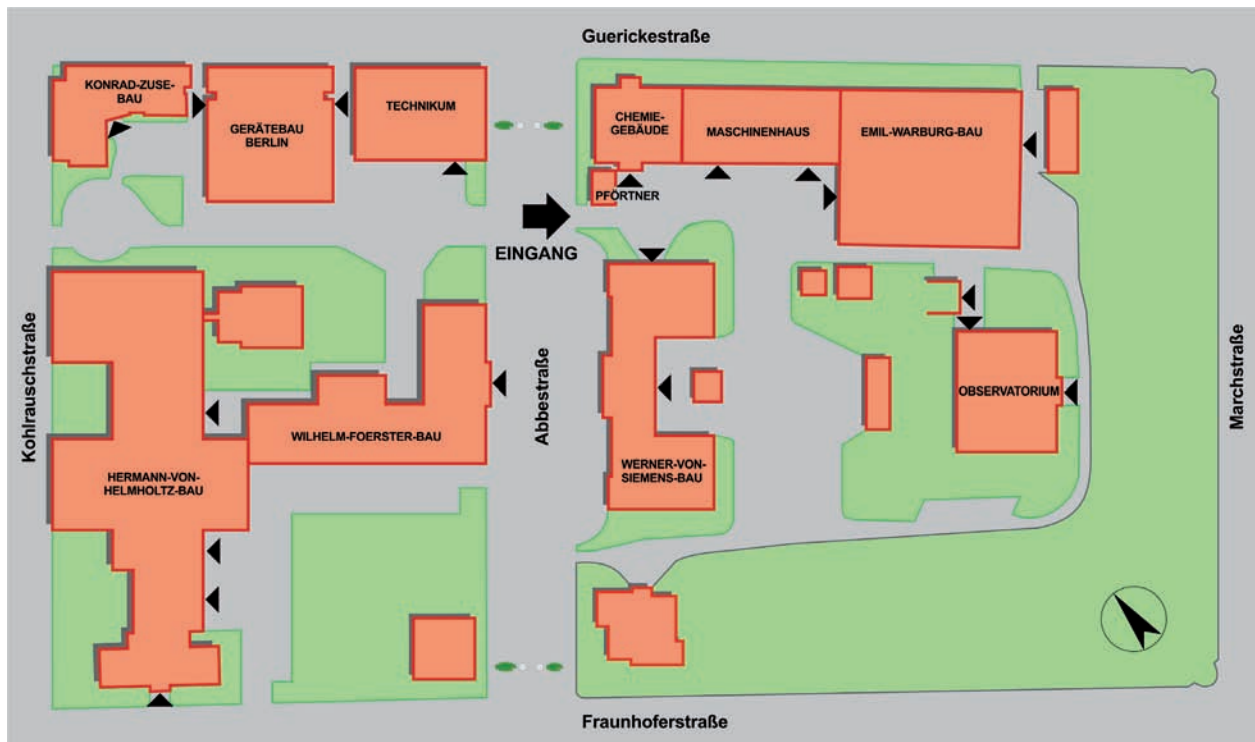 Guerickestraße
KONRAD-ZUSE-
BAU
GERÄTEBAU
BERLIN
TECHNIKUM
CHEMIE-
GEBÄUDE
MASCHINENHAUS
EMIL-WARBURG-BAU
PFÖRTNER
EINGANG
Kohlrauschstraße
Abbestraße
Marchstraße
OBSERVATORIUM
WILHELM-FOERSTER-BAU
HERMANN-VON-
HELMHOLTZ-BAU
WERNER-VON-
SIEMENS-BAU
Fraunhoferstraße